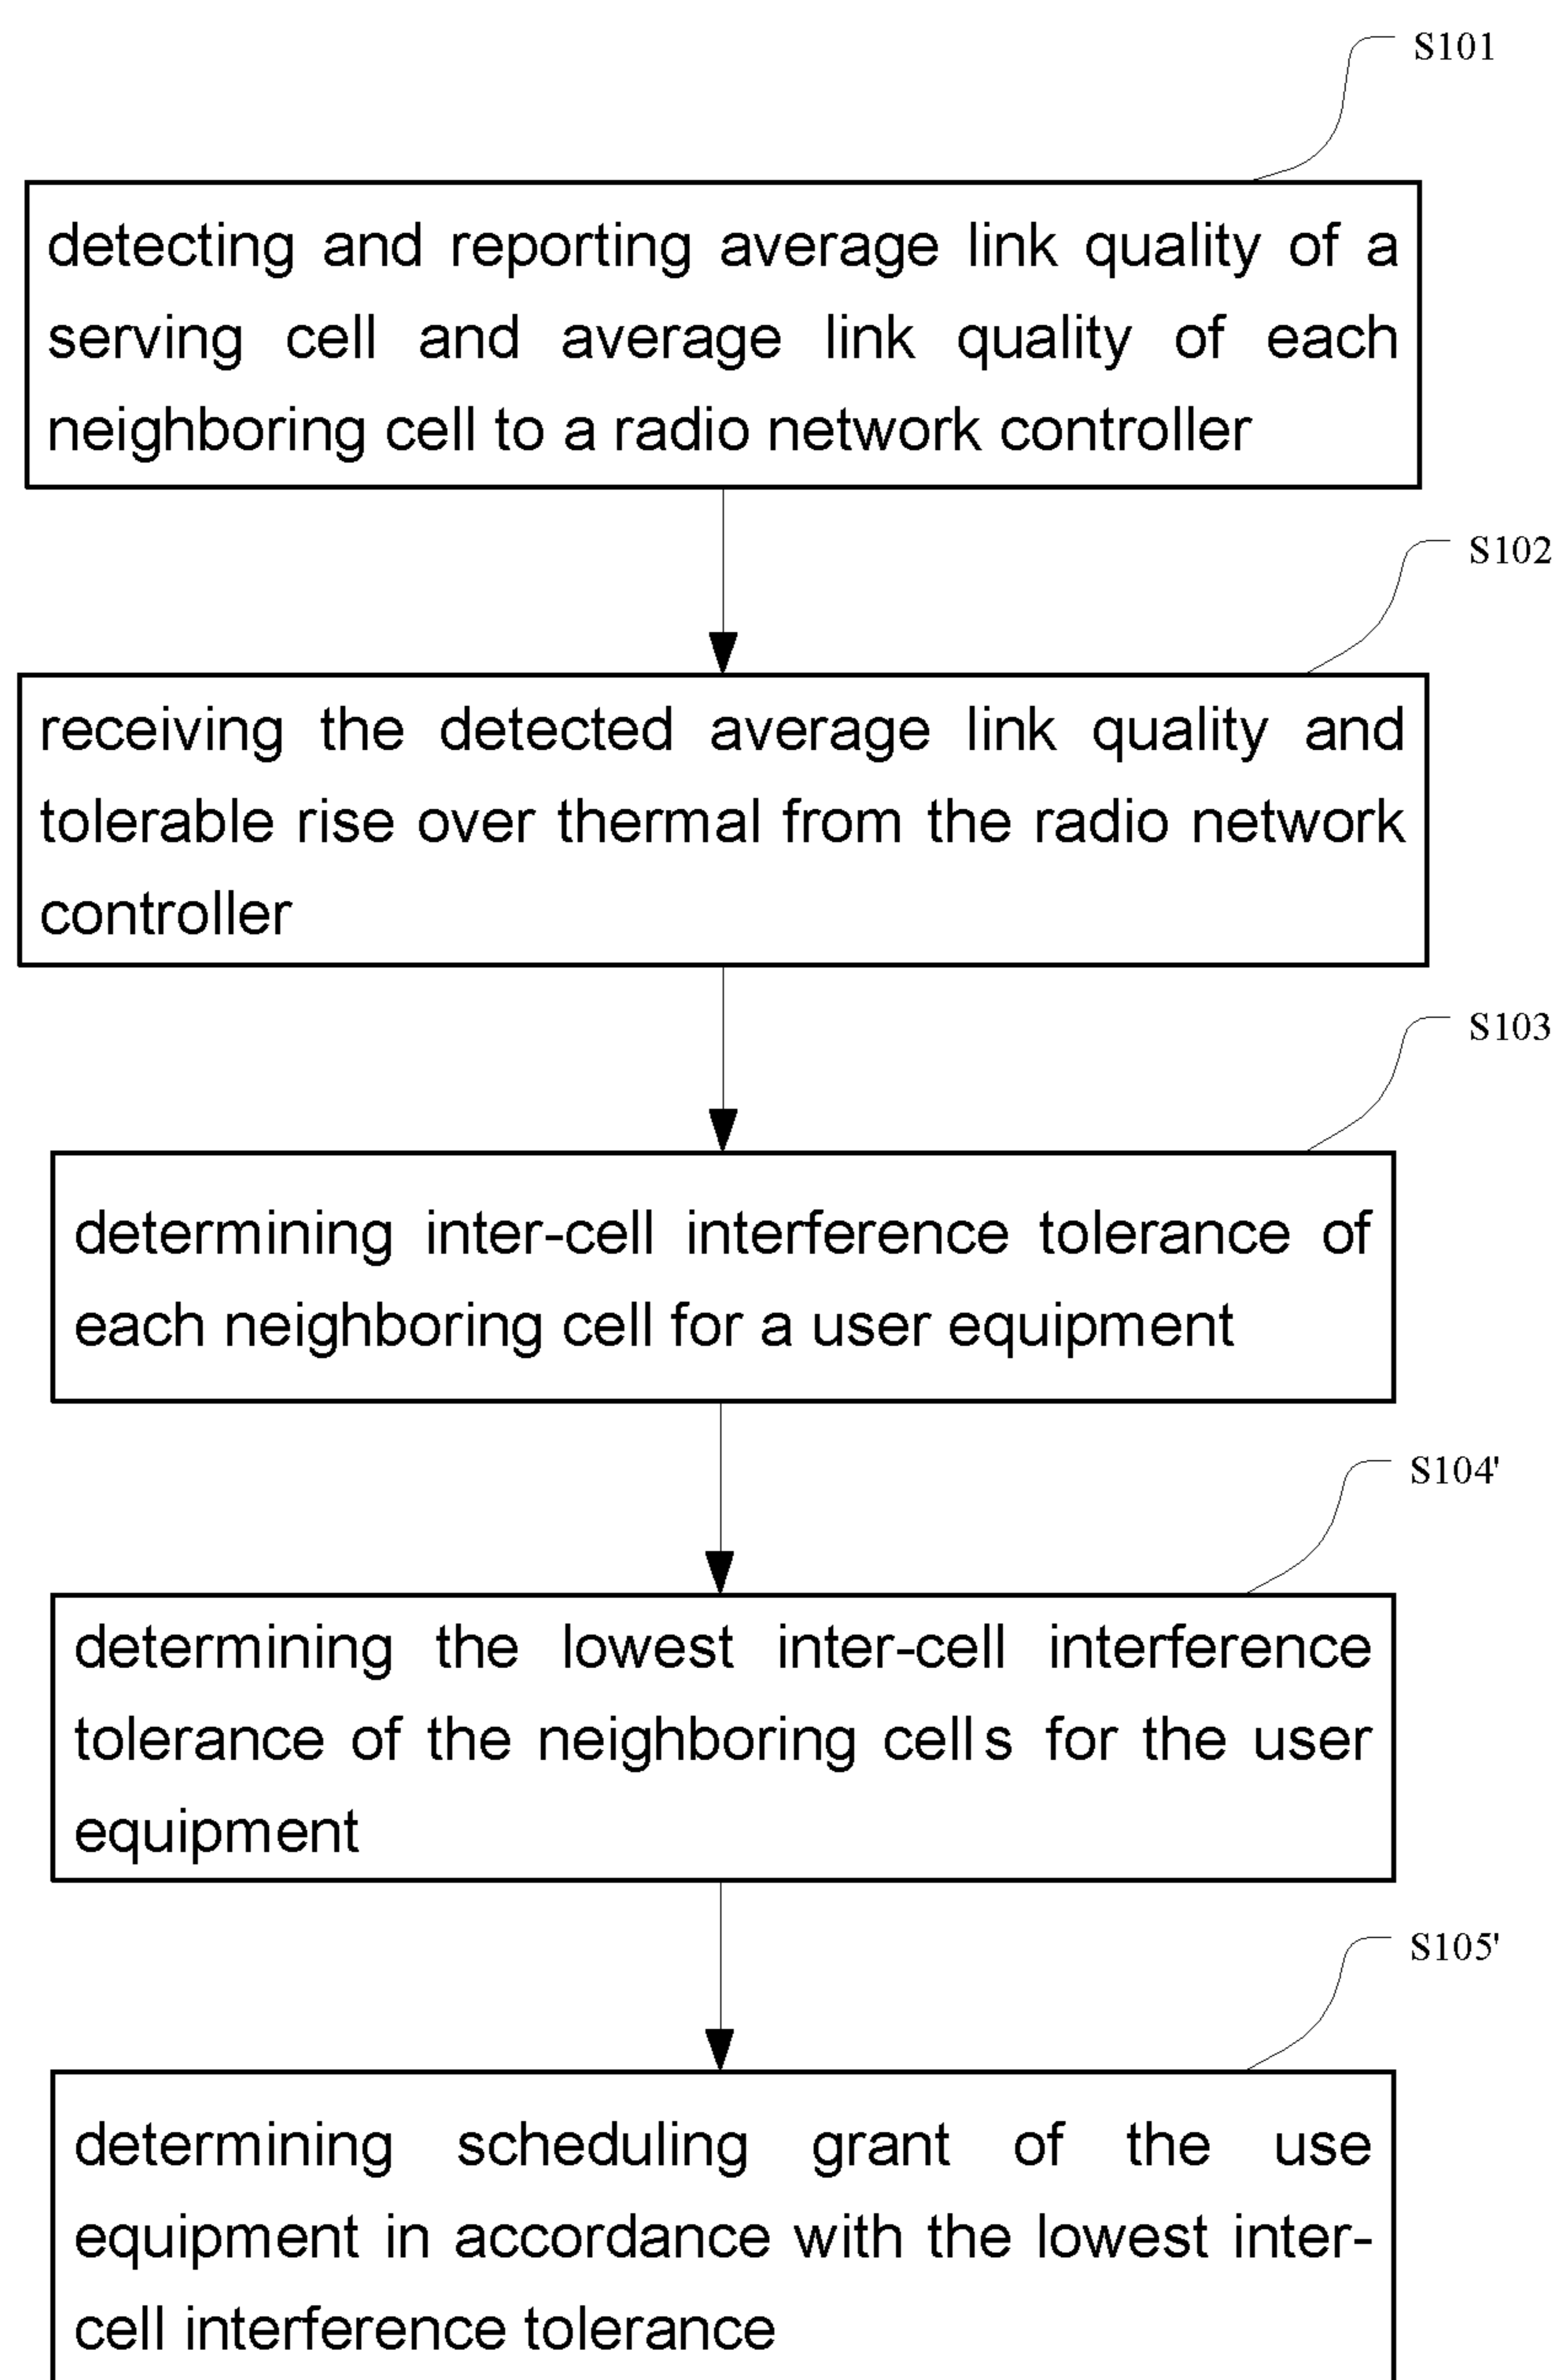 S101
detecting and reporting average link quality of a
serving cell and average link quality of each
neighboring cell to a radio network controller
S102
receiving the detected average link quality and
tolerable rise over thermal from the radio network
controller
S103
determining inter-cell interference tolerance of
each neighboring cell for a user equipment
S104'
determining the lowest inter-cell interference
tolerance of the neighboring cells for the user
equipment
S105'
determining scheduling grant of the use
equipment in accordance with the lowest inter-
cell interference tolerance